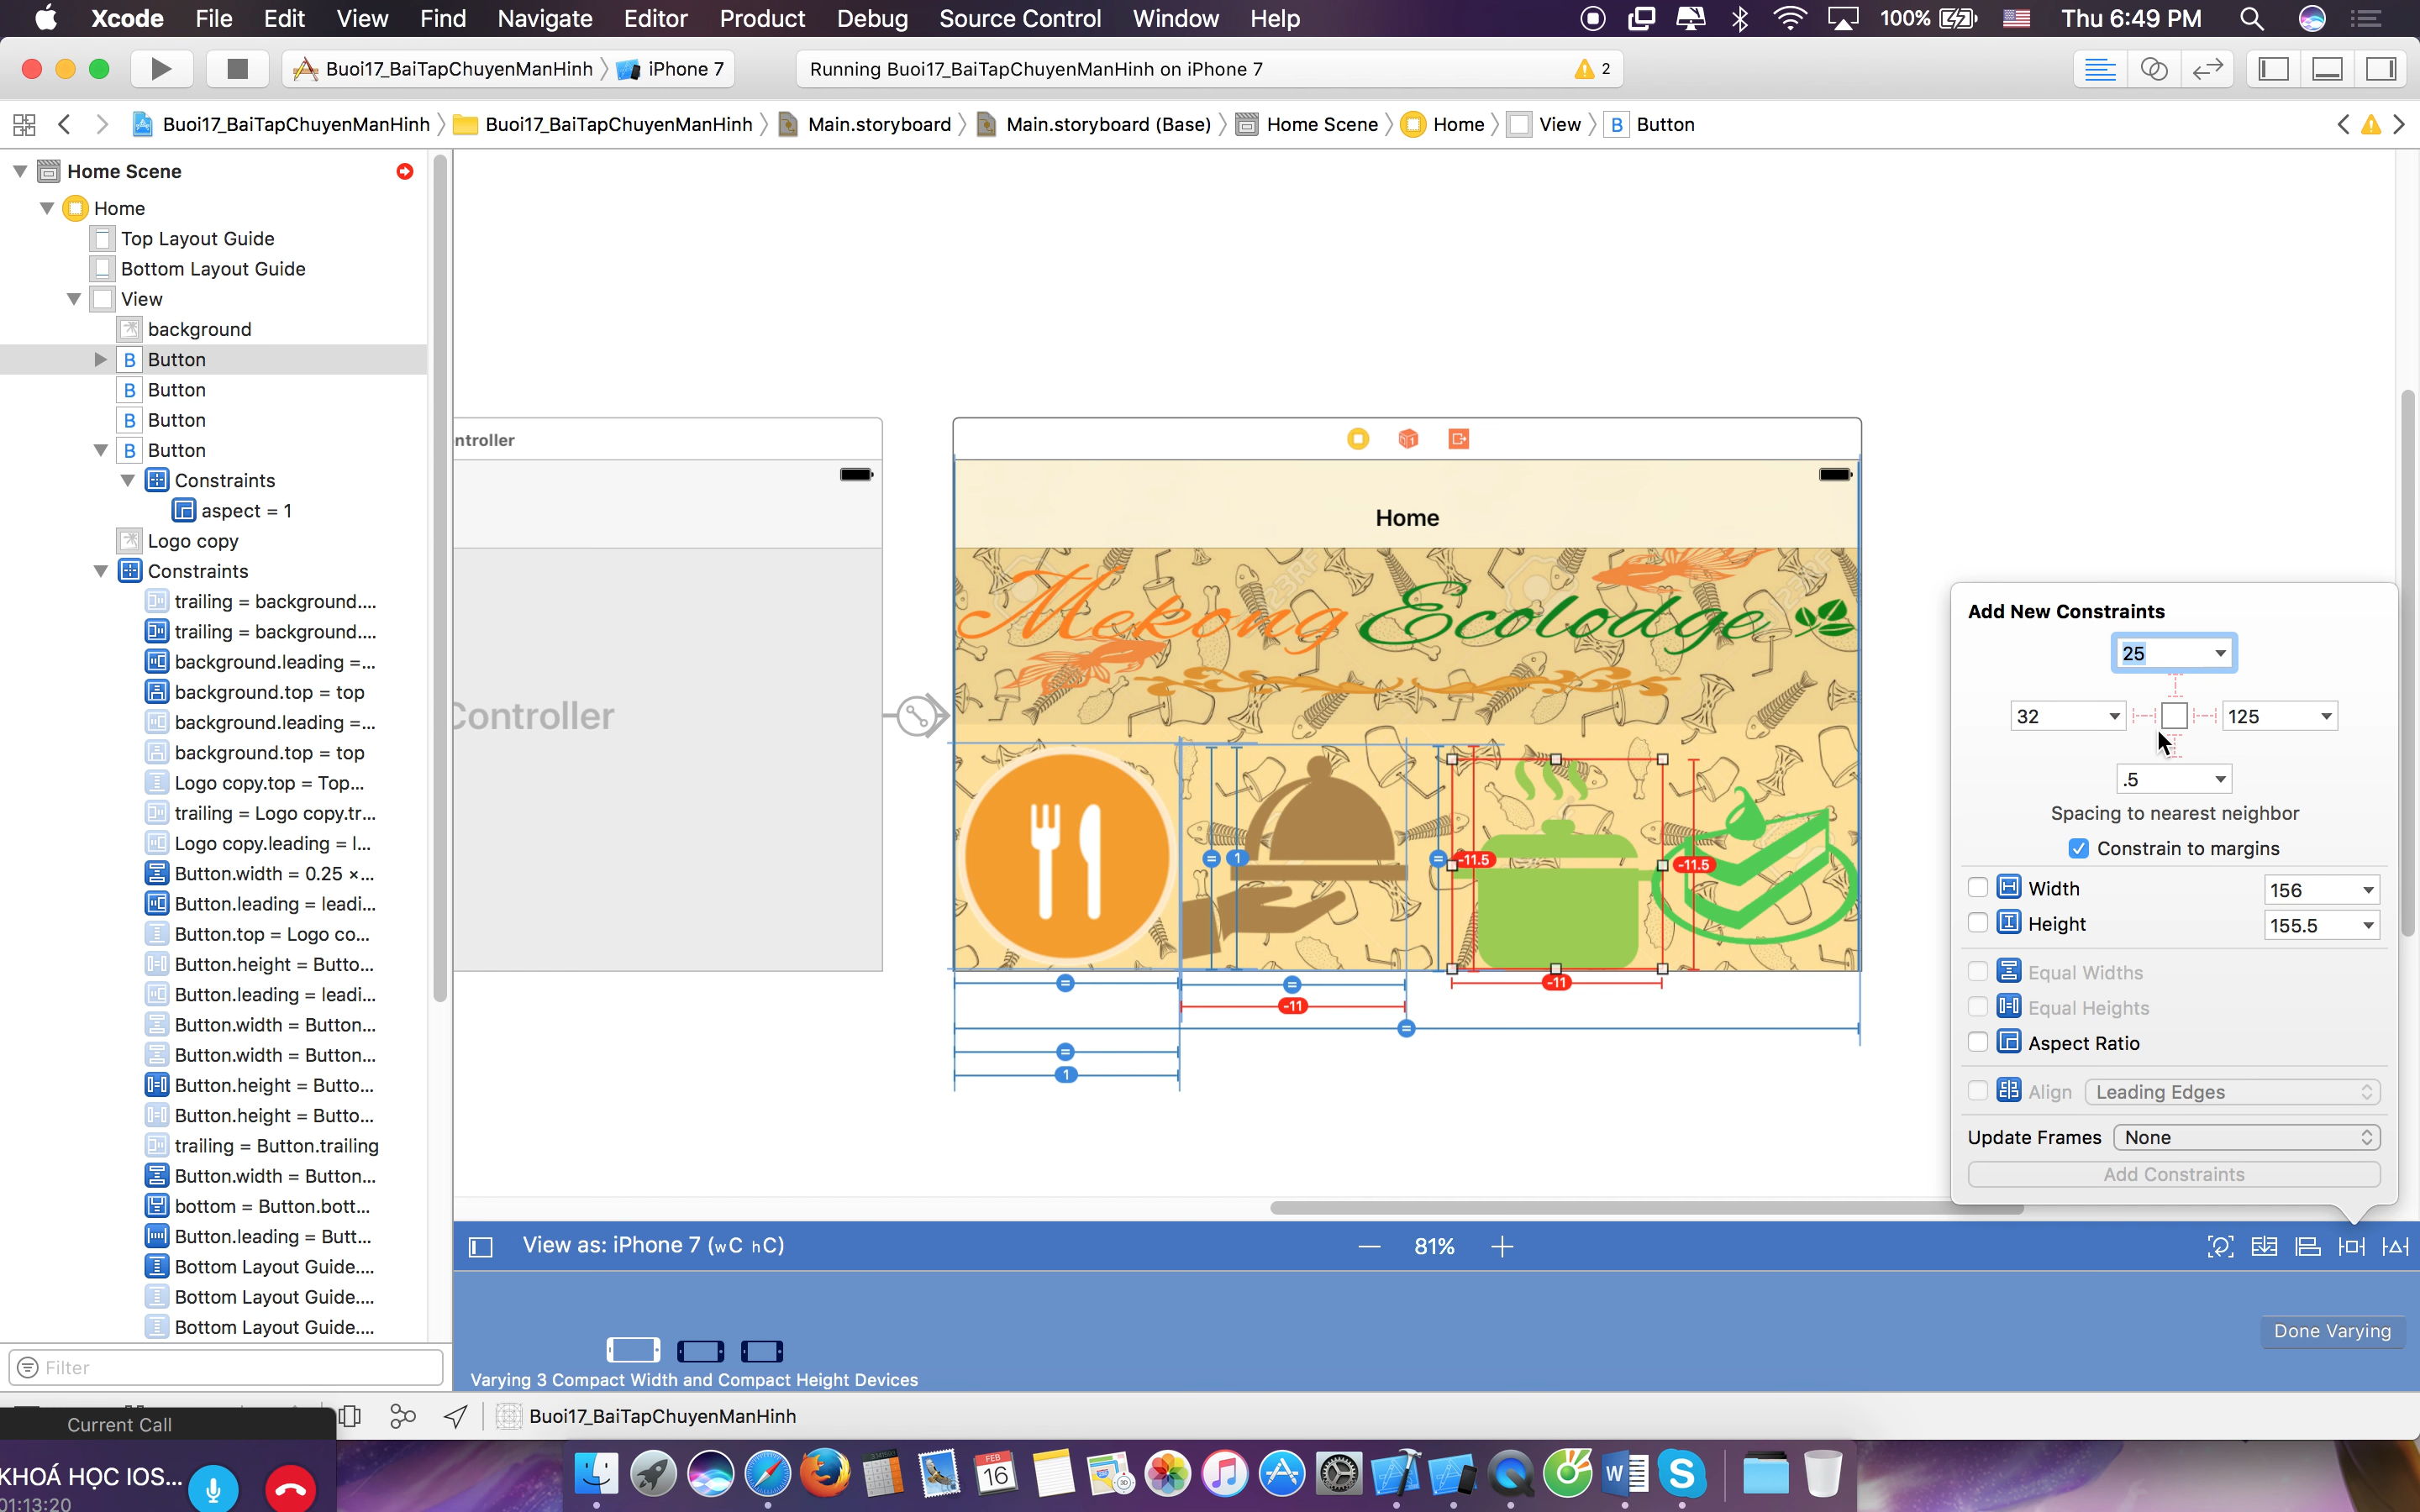 Xcode File Edit View Find Navigate Editor Product Debug Source Control Window Help 100% Thu 6:49 PM
Buoi17_BaiTapChuyenManHinh iPhone 7 Running Buoi17_BaiTapChuyenManHinh on iPhone 7 2
Buoi17_BaiTapChuyenManHinh Buoi17_BaiTapChuyenManHinh Main.storyboard Main.storyboard (Base) Home Scene Home View B Button
Home Scene
Home
Top Layout Guide
Bottom Layout Guide
View
background
B Button
B Button
B Button
B Button
Constraints
aspect = 1
Logo copy
Constraints
trailing = background....
trailing = background....
background.leading =...
background.top = top
background.leading =...
background.top = top
Logo copy.top = Top...
trailing = Logo copy.tr...
Logo copy.leading = l...
Button.width = 0.25 ×...
Button.leading = leadi...
Button.top = Logo co...
Button.height = Butto...
Button.leading = leadi...
Button.width = Button...
Button.width = Button...
Button.height = Butto...
Button.height = Butto...
trailing = Button.trailing
Button.width = Button...
bottom = Button.bott...
Button.leading = Butt...
Bottom Layout Guide....
Bottom Layout Guide....
Bottom Layout Guide....
Filter
ntroller
Controller
Home
Mekong Ecolodge
= 1 = -11.5 -11.5
= = -11
-11
=
=
1
Add New Constraints
25
32 125
.5
Spacing to nearest neighbor
Constrain to margins
Width 156
Height 155.5
Equal Widths
Equal Heights
Aspect Ratio
Align Leading Edges
Update Frames None
Add Constraints
View as: iPhone 7 (wC hC) — 81% +
Done Varying
Varying 3 Compact Width and Compact Height Devices
Buoi17_BaiTapChuyenManHinh
Current Call
KHOÁ HỌC IOS...
01:13:20
FEB
16
W
S